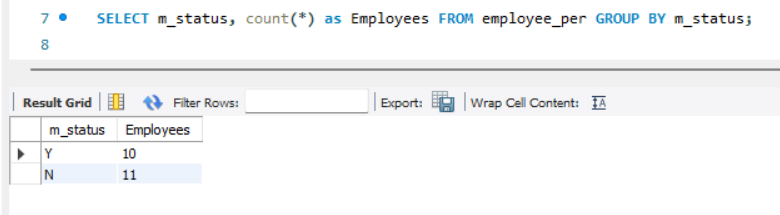 7 SELECT m_status, count(*) as Employees FROM employee_per GROUP BY m_status;
8
Result Grid Filter Rows: Export: Wrap Cell Content: IA
m_status Employees
Y 10
N 11